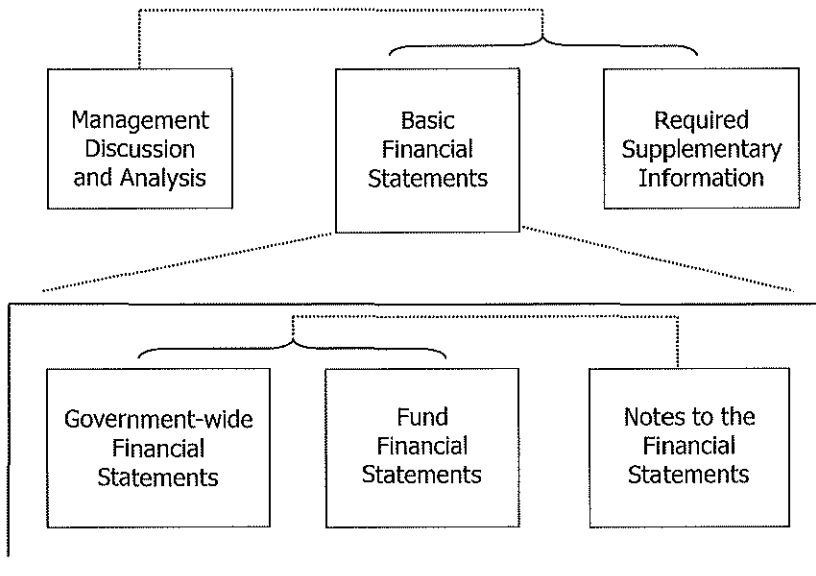 Management
Discussion
and Analysis
Basic
Financial
Statements
Required
Supplementary
Information
Government-wide
Financial
Statements
Fund
Financial
Statements
Notes to the
Financial
Statements